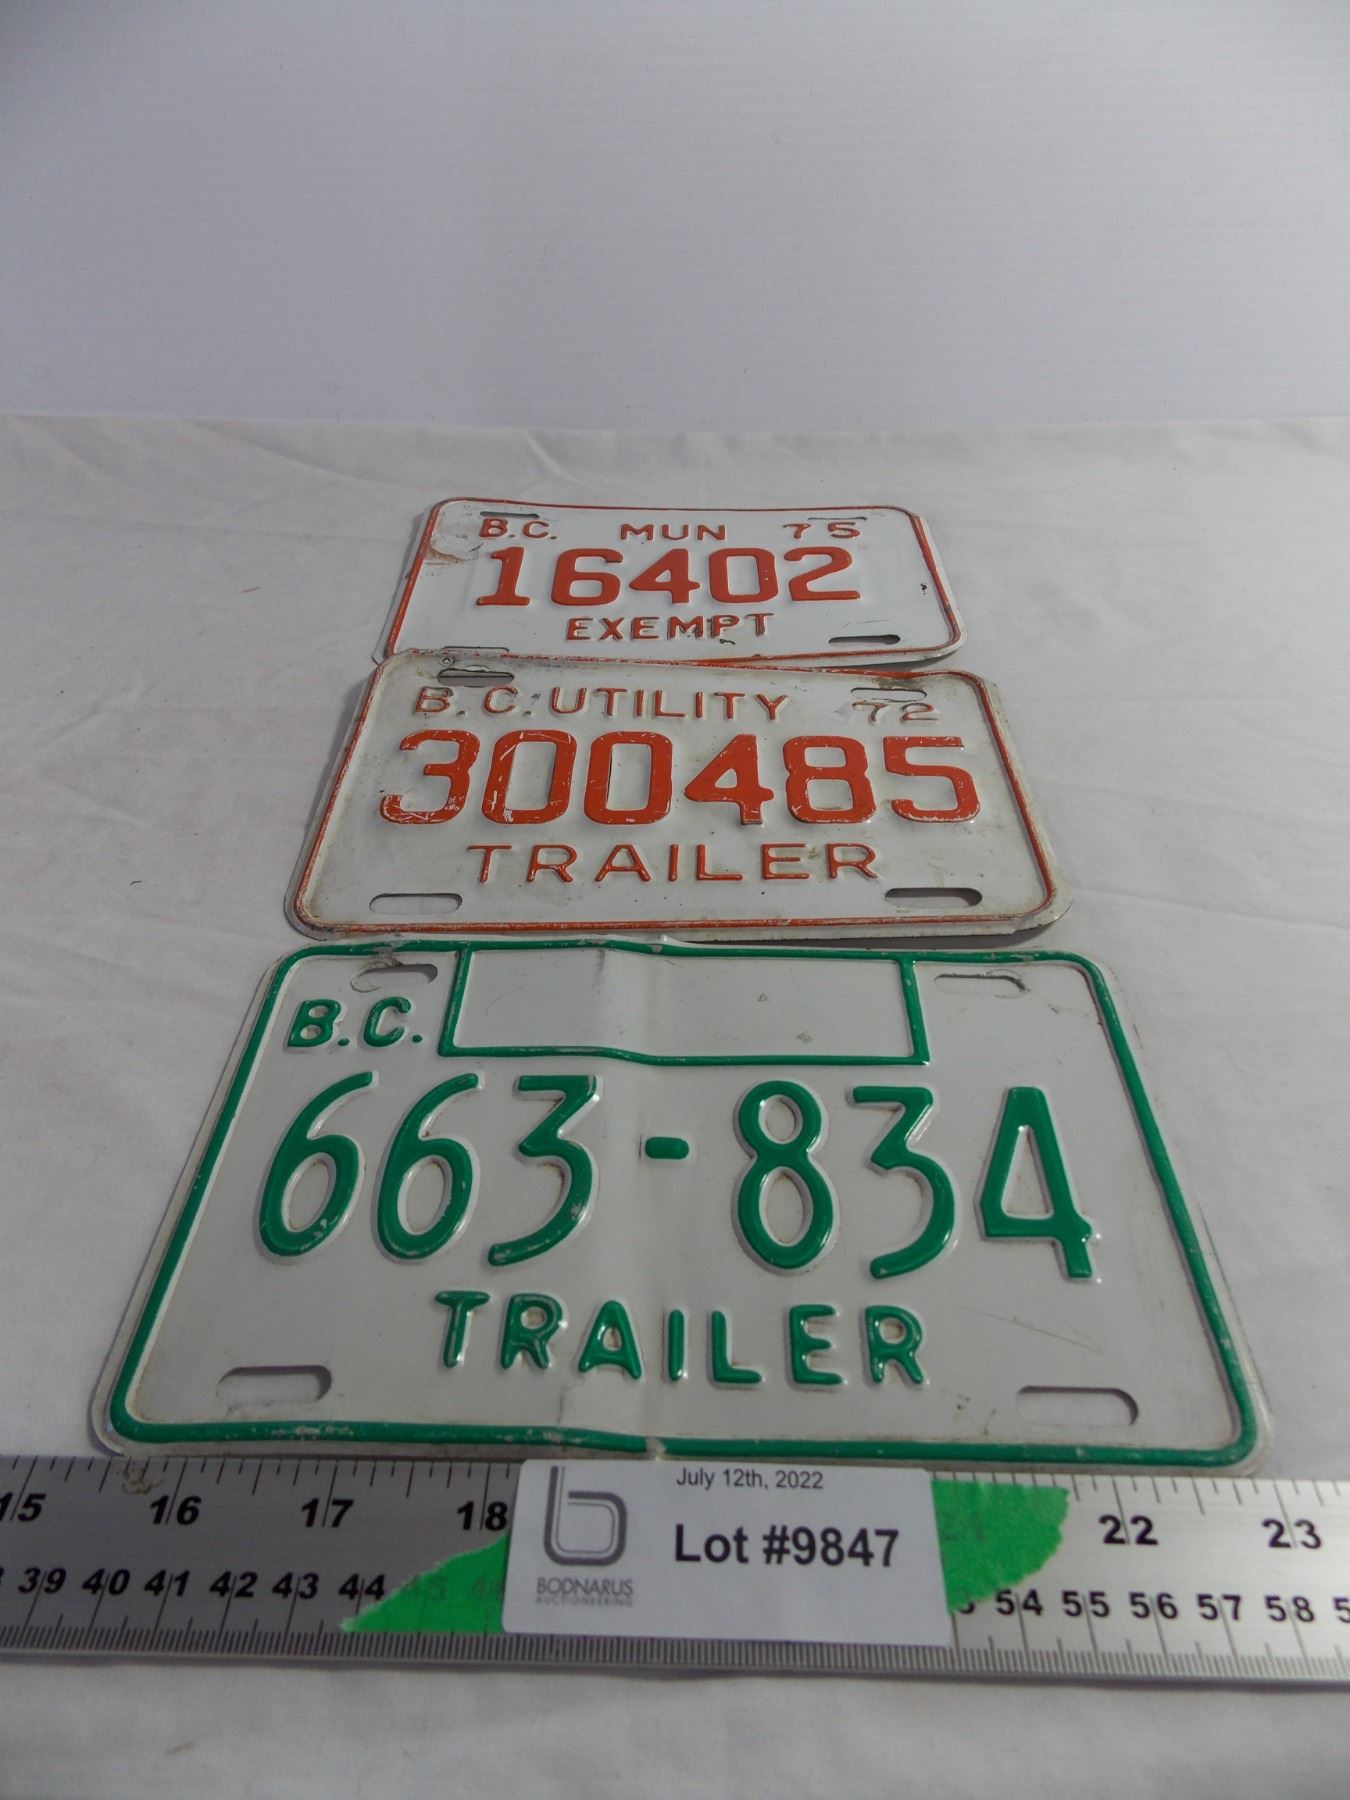 B.C. MUN 75
16402
EXEMPT
B.C. UTILITY 72
300485
TRAILER
B.C.
663-834
TRAILER
July 12th, 2022
Lot #9847
BODNARUS
AUCTIONEERING
15 16 17 18 22 23
39 40 41 42 43 44 54 55 56 57 58